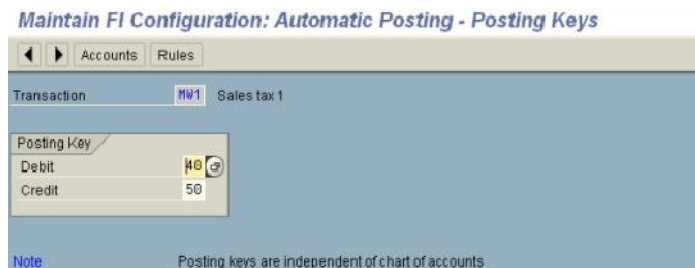 Maintain FI Configuration: Automatic Posting - Posting Keys
Accounts Rules
Transaction MW1 Sales tax 1
Posting Key
Debit 40
Credit 50
Note Posting keys are independent of chart of accounts